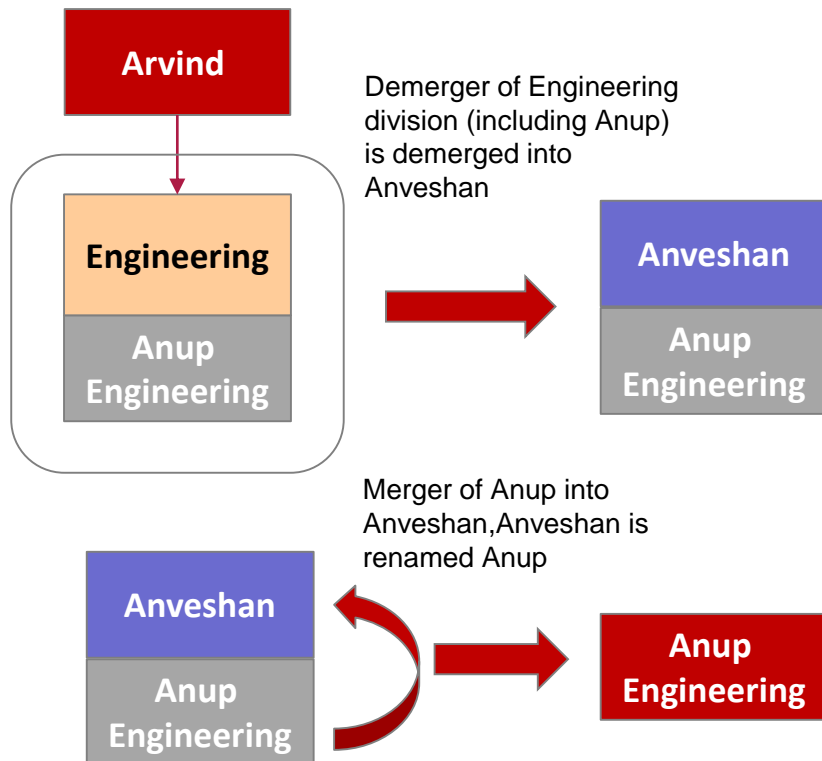 Arvind
Demerger of Engineering
division (including Anup)
is demerged into
Anveshan
Engineering
Anup
Engineering
Anveshan
Anup
Engineering
Merger of Anup into
Anveshan,Anveshan is
renamed Anup
Anveshan
Anup
Engineering
Anup
Engineering